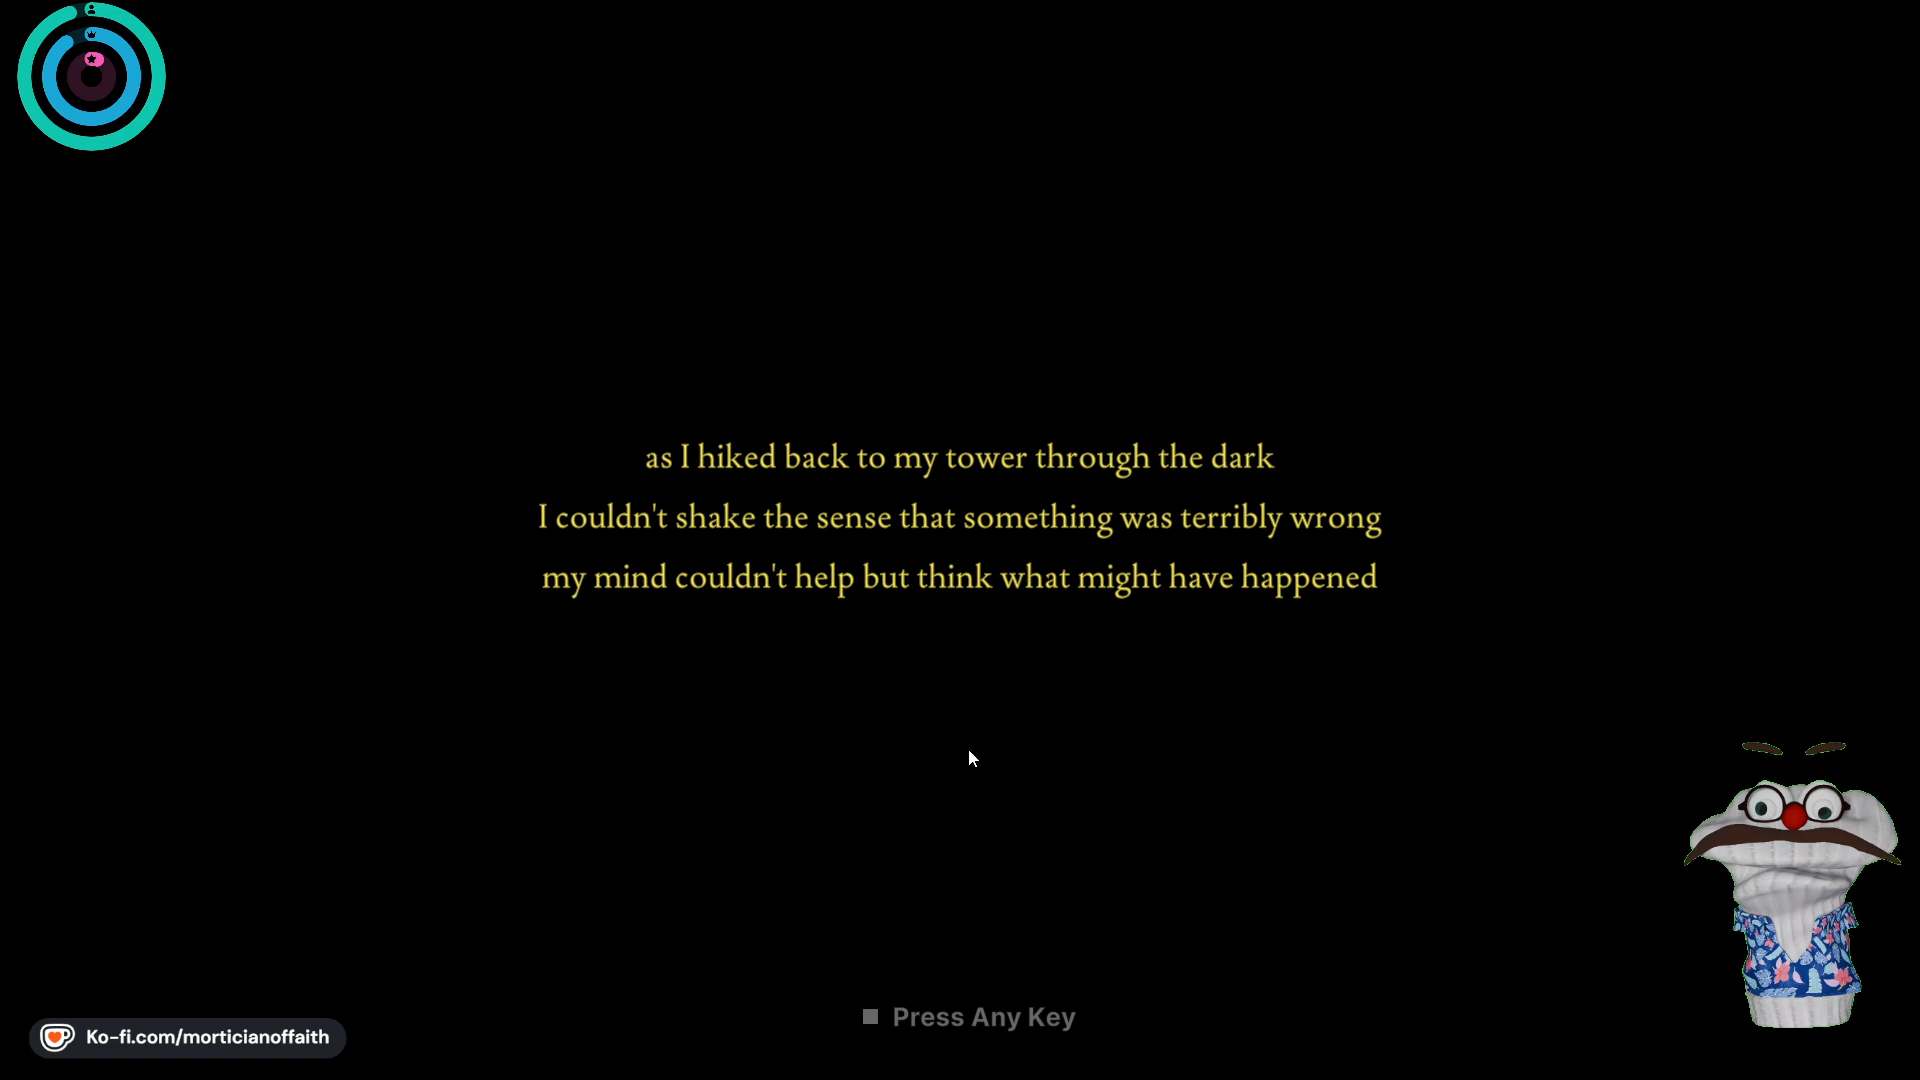 as I hiked back to my tower through the dark
I couldn't shake the sense that something was terribly wrong
my mind couldn't help but think what might have happened
Press Any Key
Ko-fi.com/morticianoffaith